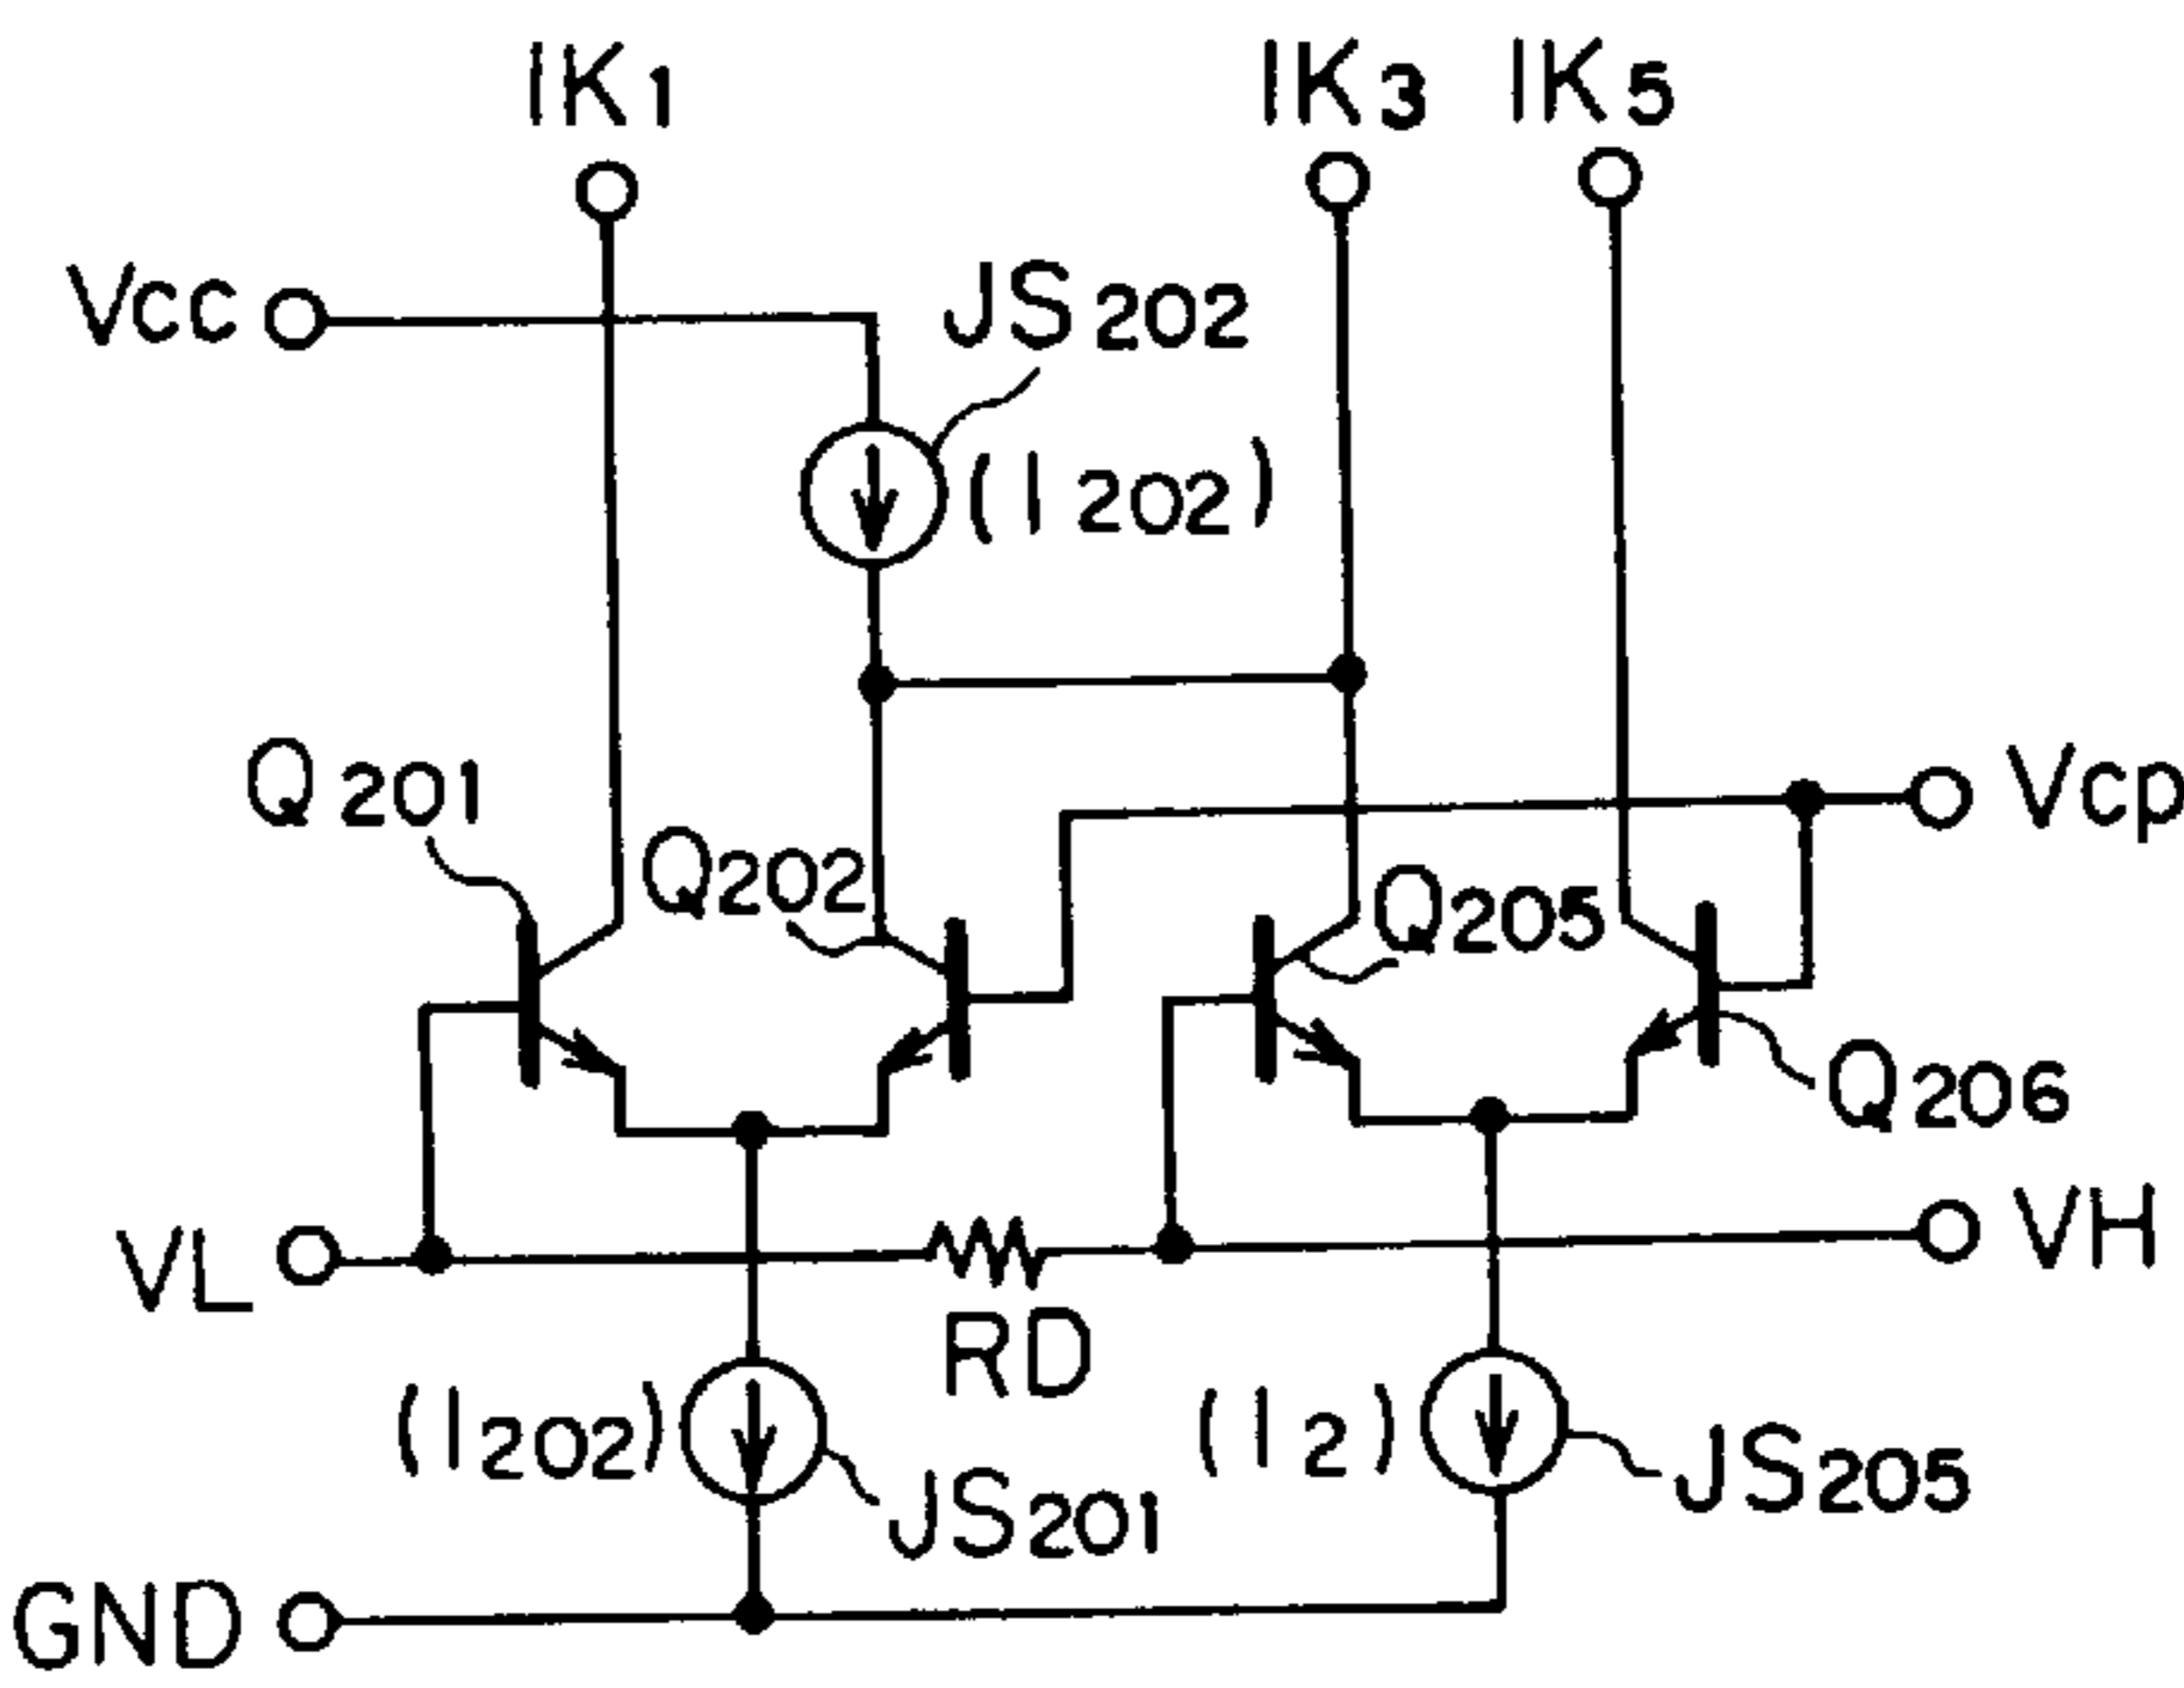 IK1 IK3 IK5
Vcc JS202
(I202)
Q201 Vcp
Q202 Q205
Q206
VL VH
RD
(I202) (I2)
JS201 JS205
GND